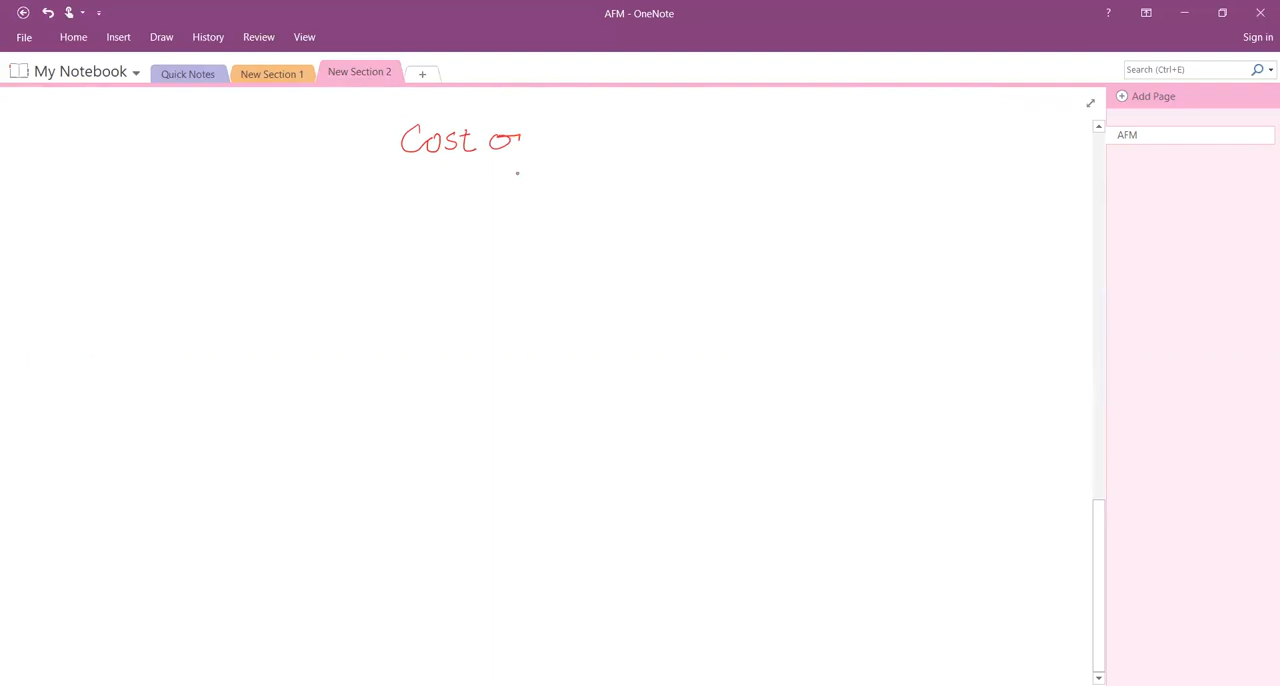 AFM - OneNote
?
File Home Insert Draw History Review View
Sign in
My Notebook
Quick Notes
New Section 1
New Section 2
+
Search (Ctrl+E)
Add Page
AFM
Cost o